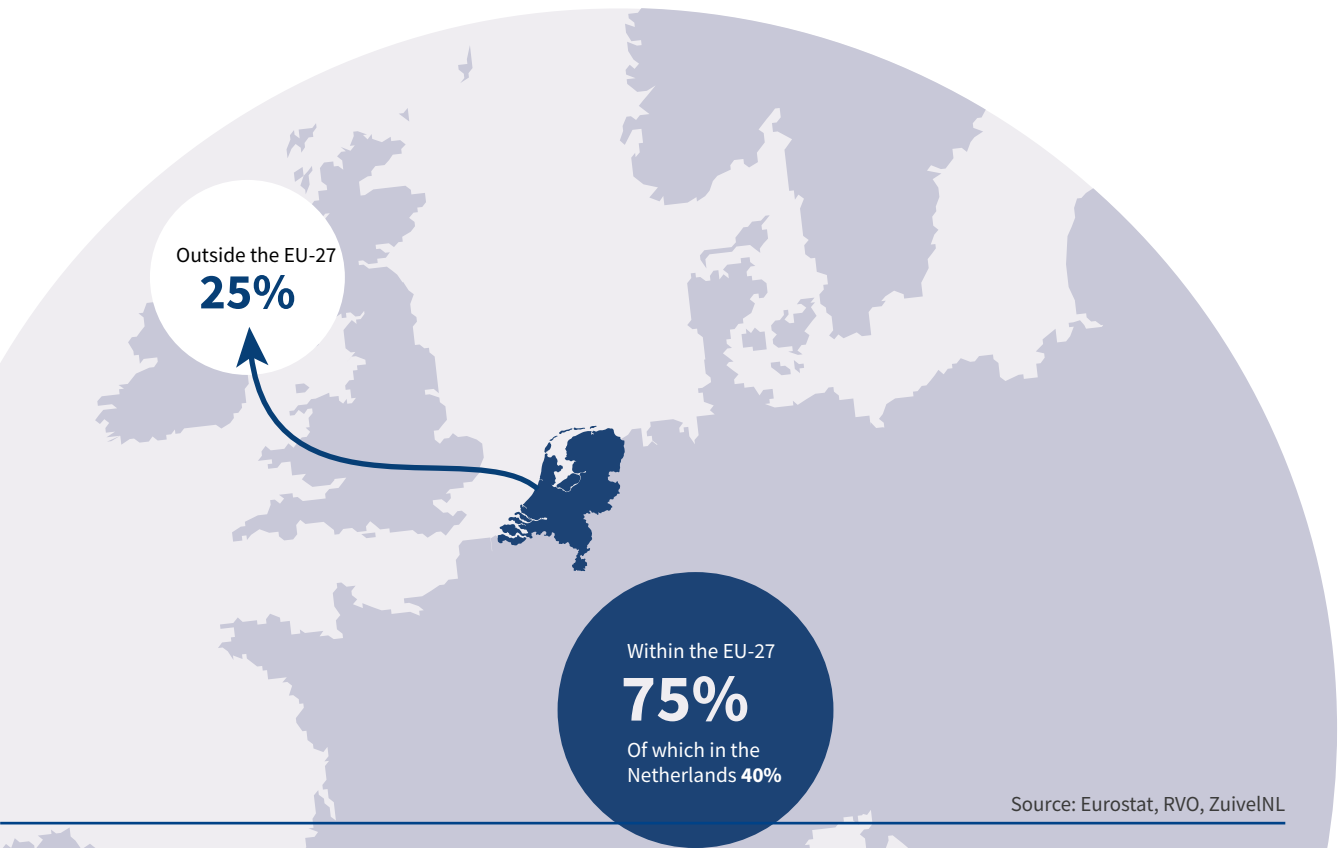 Outside the EU-27
25%
Within the EU-27
75%
Of which in the
Netherlands 40%
Source: Eurostat, RVO, ZuivelNL